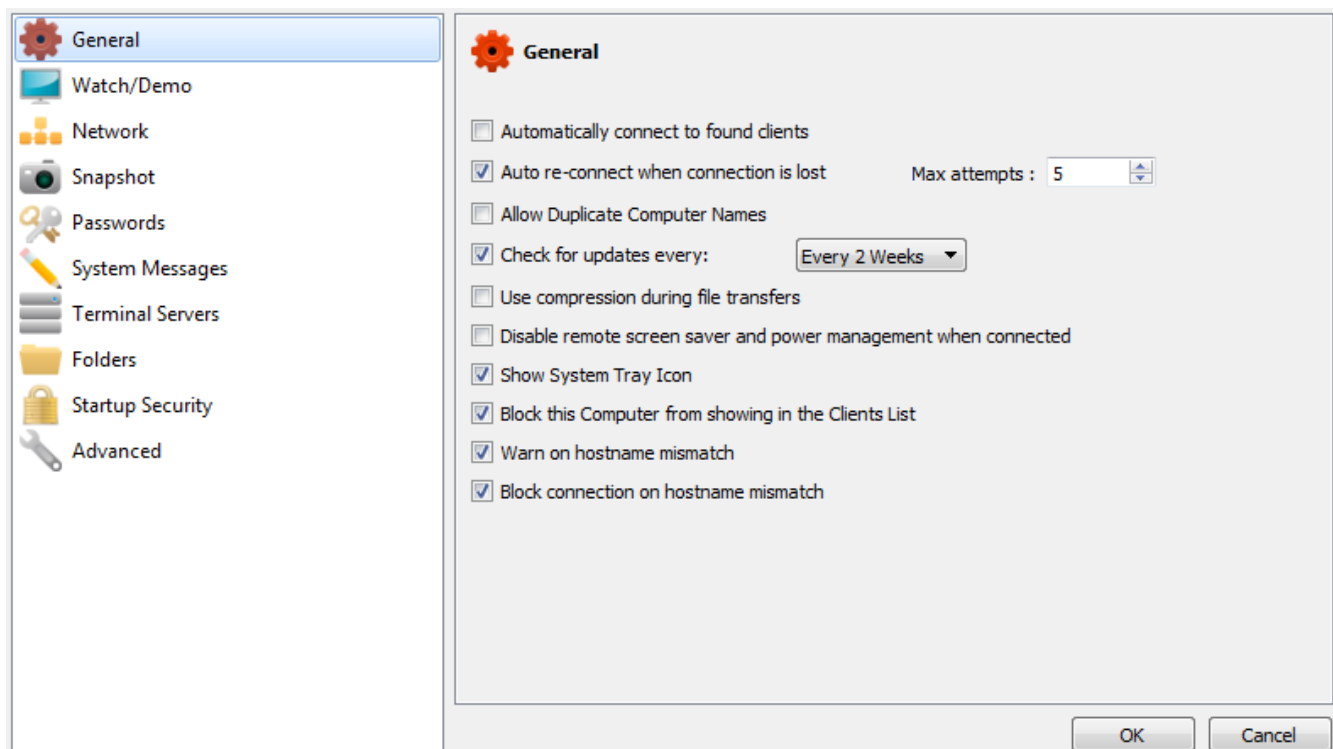 General
Watch/Demo
Network
Snapshot
Passwords
System Messages
Terminal Servers
Folders
Startup Security
Advanced
General
Automatically connect to found clients
Auto re-connect when connection is lost Max attempts : 5
Allow Duplicate Computer Names
Check for updates every: Every 2 Weeks
Use compression during file transfers
Disable remote screen saver and power management when connected
Show System Tray Icon
Block this Computer from showing in the Clients List
Warn on hostname mismatch
Block connection on hostname mismatch
OK Cancel